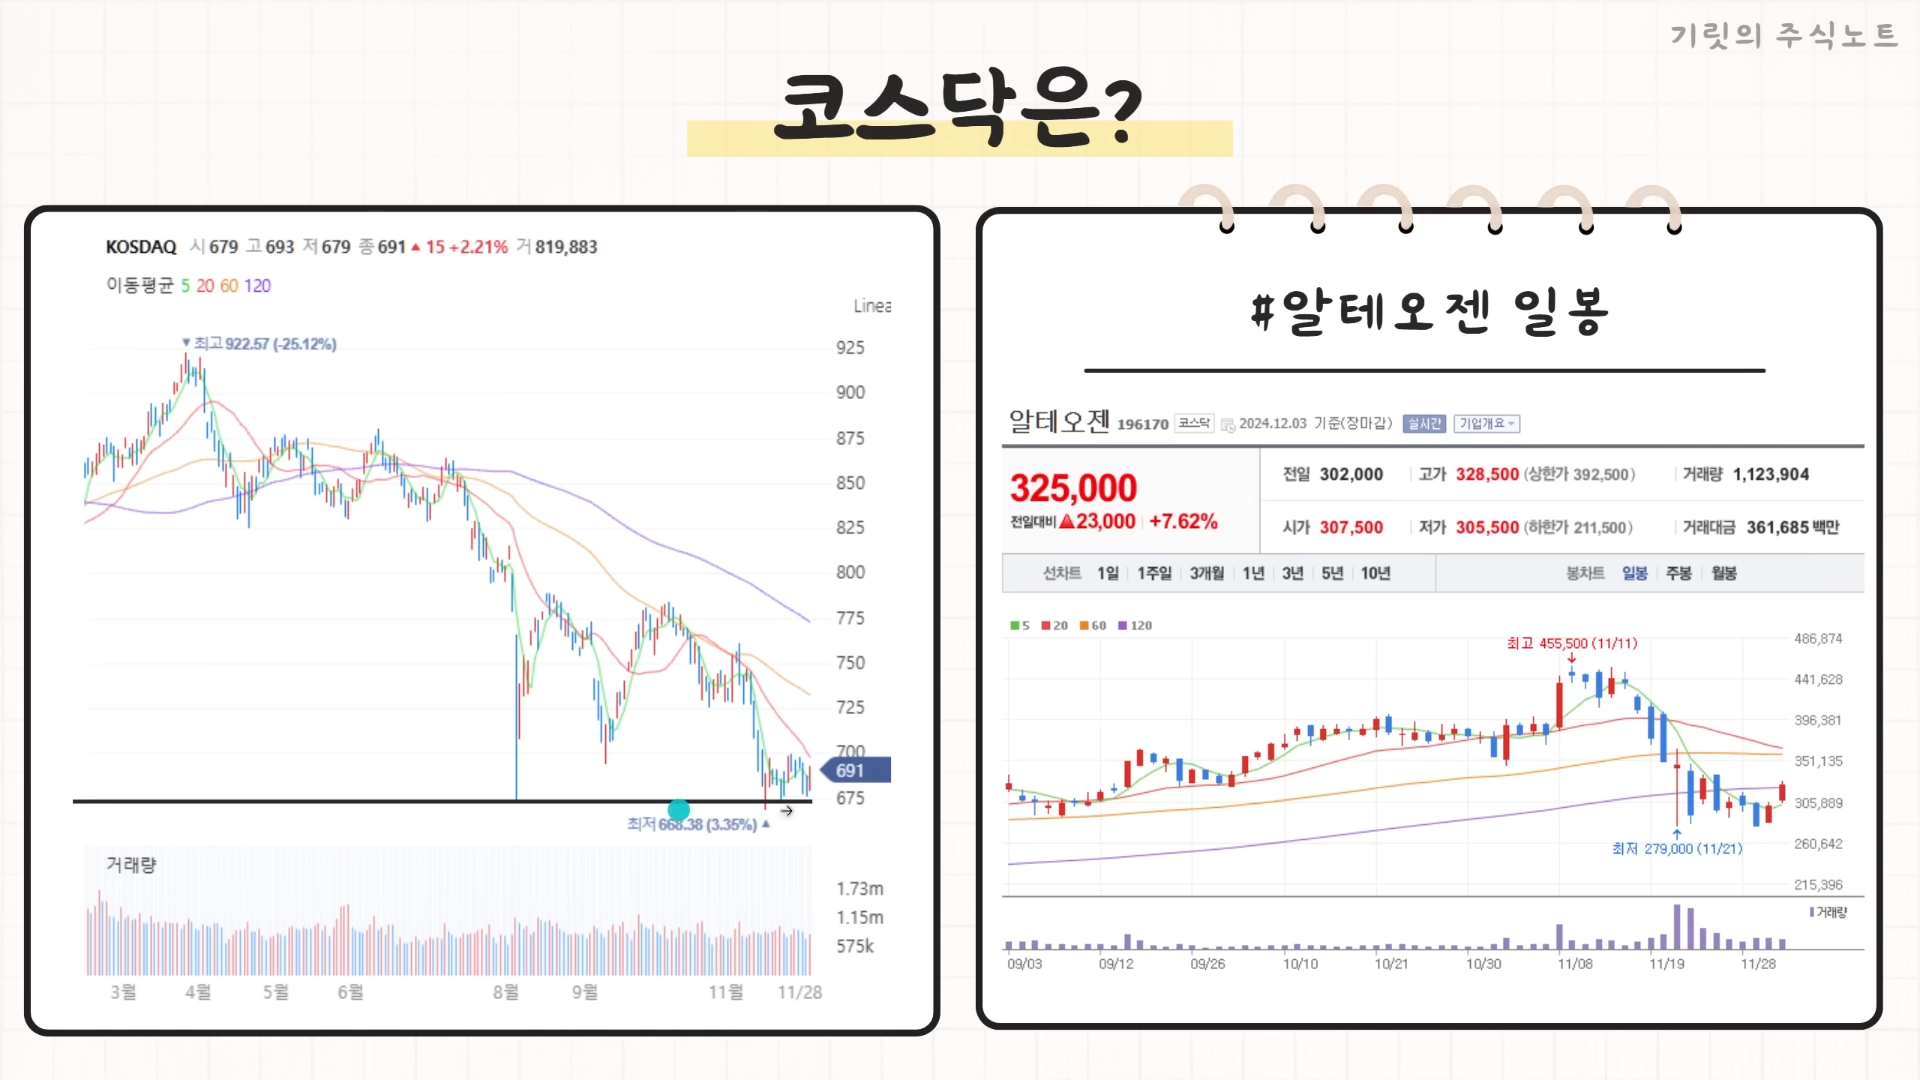 기릿의 주식노트
코스닥은?
KOSDAQ 시 679 고 693 저 679 종 691 ▲ 15 +2.21% 거 819,883
이동평균 5 20 60 120
Linea
▼ 최고 922.57 (-25.12%)
925
900
875
850
825
800
775
750
725
700
691
675
최저 668.38 (3.35%) ▲
거래량
1.73m
1.15m
575k
3월 4월 5월 6월 8월 9월 11월 11/28
#알테오젠 일봉
알테오젠 196170 코스닥 2024.12.03 기준(장마감) 실시간 기업개요
325,000
전일대비 ▲23,000 +7.62%
전일 302,000 고가 328,500 (상한가 392,500) 거래량 1,123,904
시가 307,500 저가 305,500 (하한가 211,500) 거래대금 361,685 백만
선차트 1일 1주일 3개월 1년 3년 5년 10년 봉차트 일봉 주봉 월봉
5 20 60 120
최고 455,500 (11/11)
486,874
441,628
396,381
351,135
305,889
260,642
215,396
최저 279,000 (11/21)
거래량
09/03 09/12 09/26 10/10 10/21 10/30 11/08 11/19 11/28